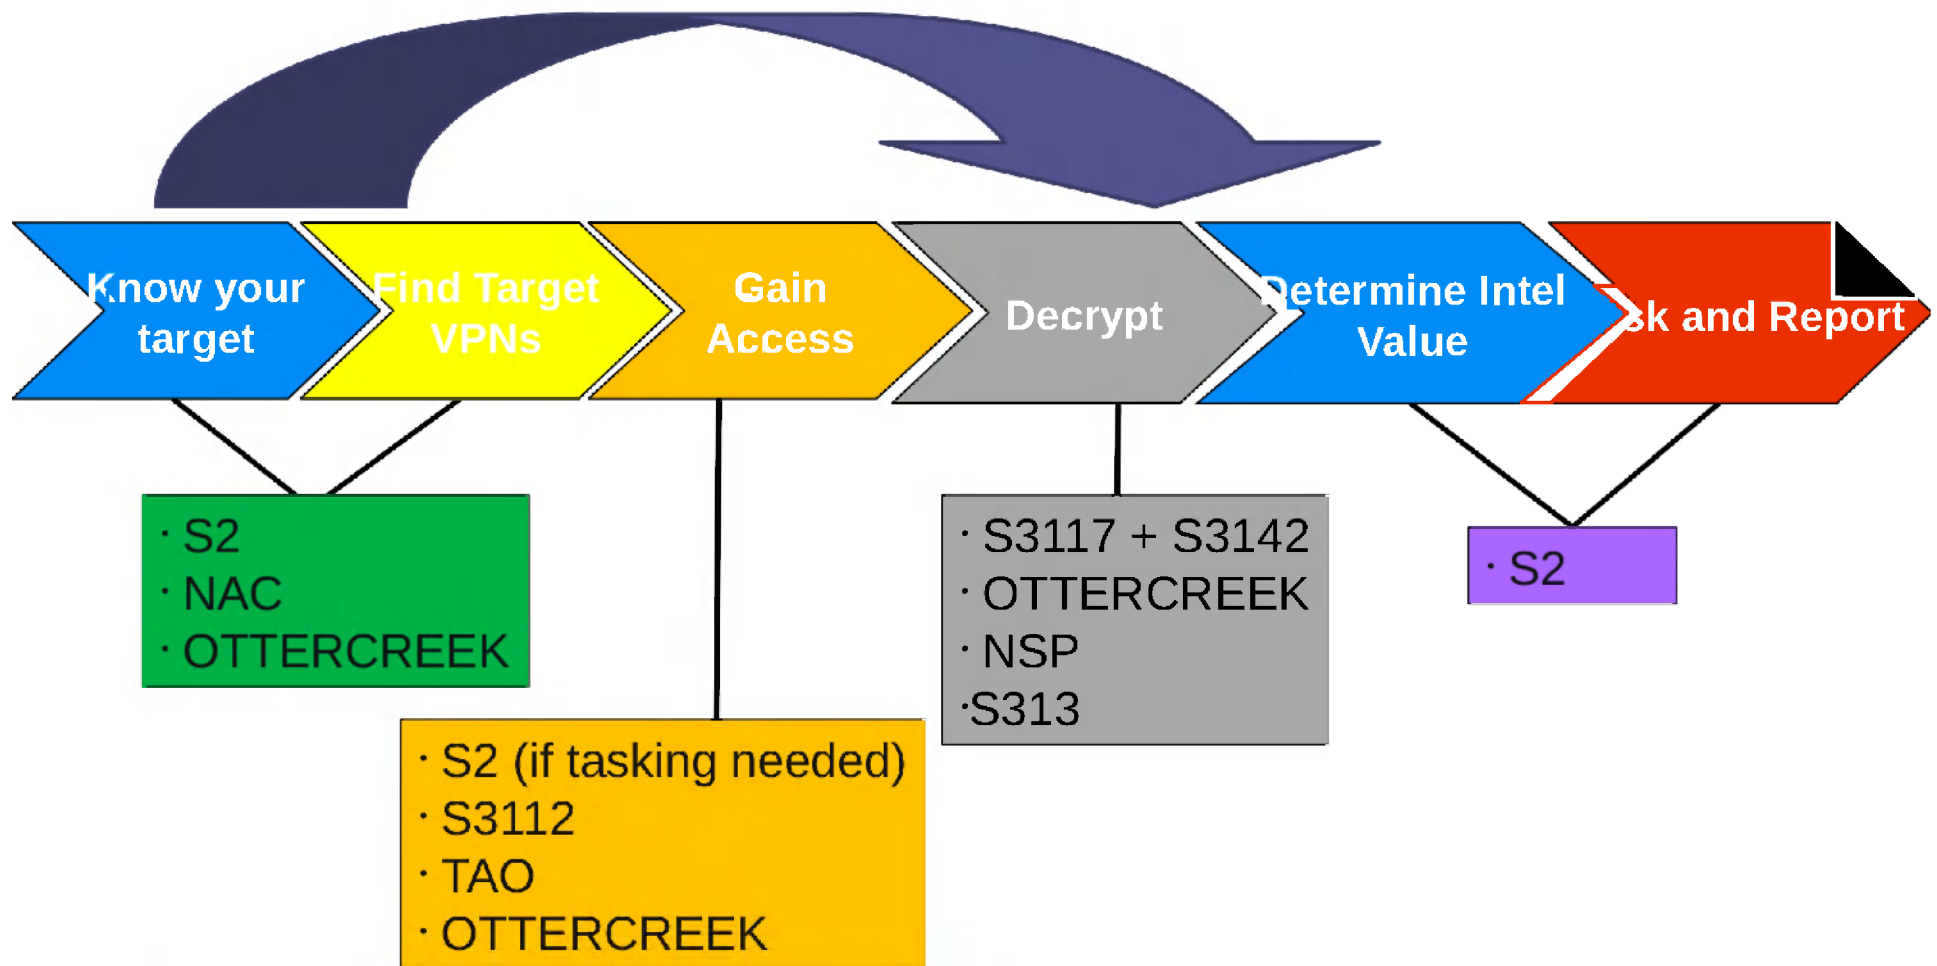 Know your
target
Find Target
VPNs
Gain
Access
Decrypt
Determine Intel
Value
sk and Report
· S2
· NAC
· OTTERCREEK
· S2 (if tasking needed)
· S3112
· TAO
· OTTERCREEK
· S3117 + S3142
· OTTERCREEK
· NSP
·S313
· S2